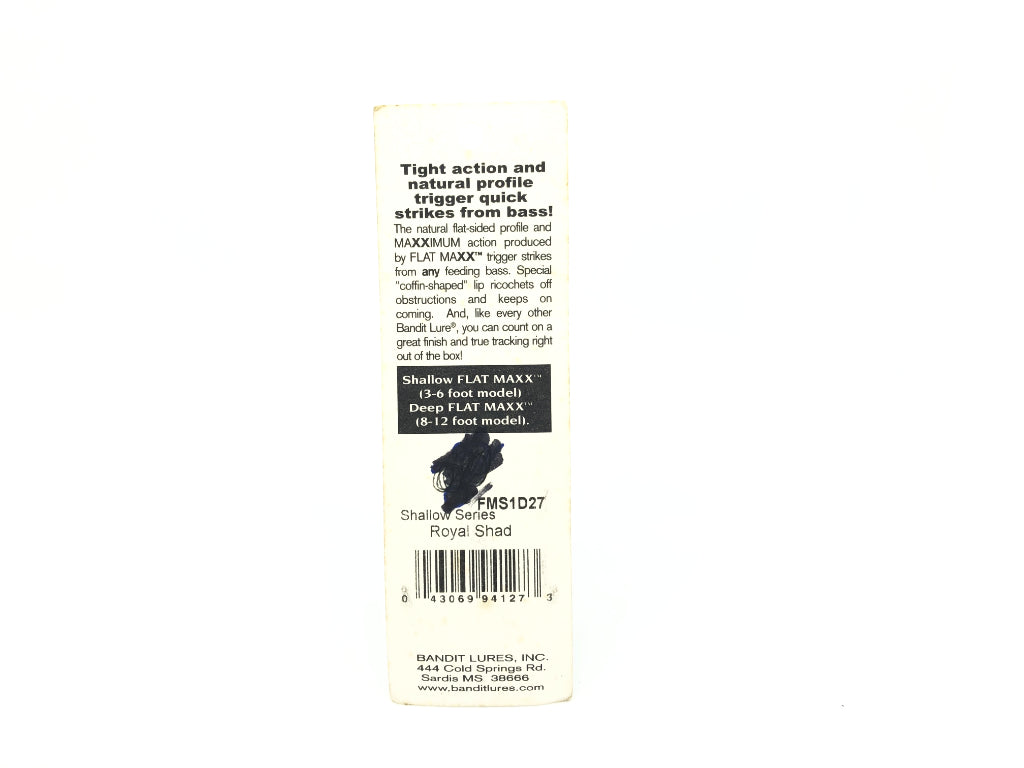 Tight action and
natural profile
trigger quick
strikes from bass!
The natural flat-sided profile and
MAXXIMUM action produced
by FLAT MAXX™ trigger strikes
from any feeding bass. Special
"coffin-shaped" lip ricochets off
obstructions and keeps on
coming. And, like every other
Bandit Lure®, you can count on a
great finish and true tracking right
out of the box!
Shallow FLAT MAXX™
(3-6 foot model)
Deep FLAT MAXX™
(8-12 foot model).
FMS1D27
Shallow Series
Royal Shad
0 43069 94127 3
BANDIT LURES, INC.
444 Cold Springs Rd.
Sardis MS 38666
www.banditlures.com